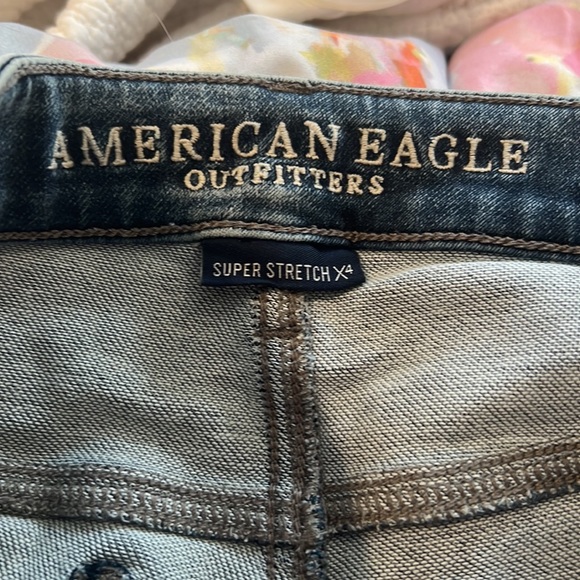 AMERICAN EAGLE
OUTFITTERS
SUPER STRETCH X⁴